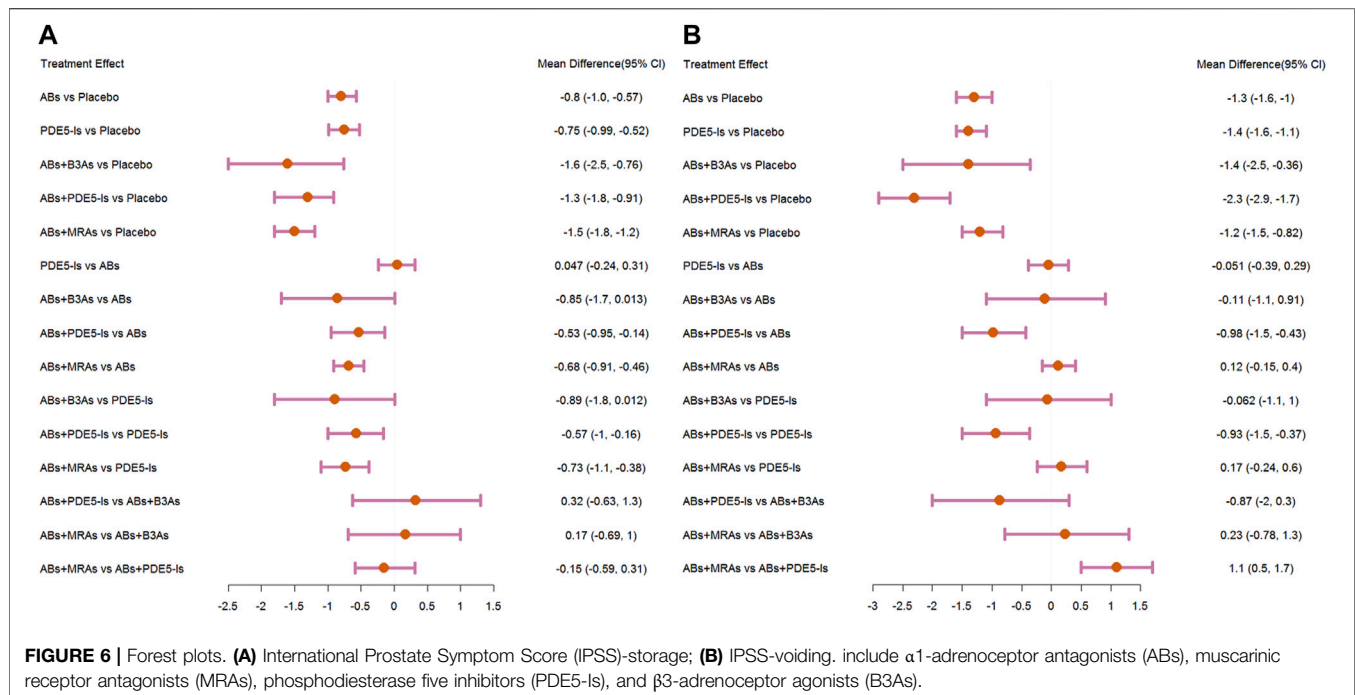 A
Treatment Effect Mean Difference(95% CI)
ABs vs Placebo -0.8 (-1.0, -0.57)
PDE5-Is vs Placebo -0.75 (-0.99, -0.52)
ABs+B3As vs Placebo -1.6 (-2.5, -0.76)
ABs+PDE5-Is vs Placebo -1.3 (-1.8, -0.91)
ABs+MRAs vs Placebo -1.5 (-1.8, -1.2)
PDE5-Is vs ABs 0.047 (-0.24, 0.31)
ABs+B3As vs ABs -0.85 (-1.7, 0.013)
ABs+PDE5-Is vs ABs -0.53 (-0.95, -0.14)
ABs+MRAs vs ABs -0.68 (-0.91, -0.46)
ABs+B3As vs PDE5-Is -0.89 (-1.8, 0.012)
ABs+PDE5-Is vs PDE5-Is -0.57 (-1, -0.16)
ABs+MRAs vs PDE5-Is -0.73 (-1.1, -0.38)
ABs+PDE5-Is vs ABs+B3As 0.32 (-0.63, 1.3)
ABs+MRAs vs ABs+B3As 0.17 (-0.69, 1)
ABs+MRAs vs ABs+PDE5-Is -0.15 (-0.59, 0.31)
-2.5 -2 -1.5 -1 -0.5 0 0.5 1 1.5
B
Treatment Effect Mean Difference(95% CI)
ABs vs Placebo -1.3 (-1.6, -1)
PDE5-Is vs Placebo -1.4 (-1.6, -1.1)
ABs+B3As vs Placebo -1.4 (-2.5, -0.36)
ABs+PDE5-Is vs Placebo -2.3 (-2.9, -1.7)
ABs+MRAs vs Placebo -1.2 (-1.5, -0.82)
PDE5-Is vs ABs -0.051 (-0.39, 0.29)
ABs+B3As vs ABs -0.11 (-1.1, 0.91)
ABs+PDE5-Is vs ABs -0.98 (-1.5, -0.43)
ABs+MRAs vs ABs 0.12 (-0.15, 0.4)
ABs+B3As vs PDE5-Is -0.062 (-1.1, 1)
ABs+PDE5-Is vs PDE5-Is -0.93 (-1.5, -0.37)
ABs+MRAs vs PDE5-Is 0.17 (-0.24, 0.6)
ABs+PDE5-Is vs ABs+B3As -0.87 (-2, 0.3)
ABs+MRAs vs ABs+B3As 0.23 (-0.78, 1.3)
ABs+MRAs vs ABs+PDE5-Is 1.1 (0.5, 1.7)
-3 -2.5 -2 -1.5 -1 -0.5 0 0.5 1 1.5
FIGURE 6 | Forest plots. (A) International Prostate Symptom Score (IPSS)-storage; (B) IPSS-voiding. include α1-adrenoceptor antagonists (ABs), muscarinic
receptor antagonists (MRAs), phosphodiesterase five inhibitors (PDE5-Is), and β3-adrenoceptor agonists (B3As).